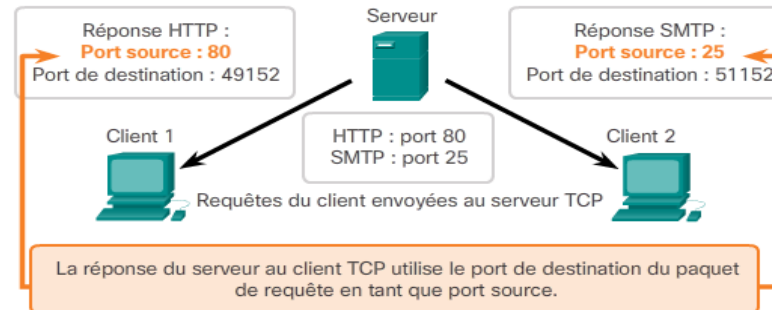 Réponse HTTP :
Port source : 80
Port de destination : 49152
Serveur
Réponse SMTP :
Port source : 25
Port de destination : 51152
Client 1
HTTP : port 80
SMTP : port 25
Client 2
Requêtes du client envoyées au serveur TCP
La réponse du serveur au client TCP utilise le port de destination du paquet
de requête en tant que port source.